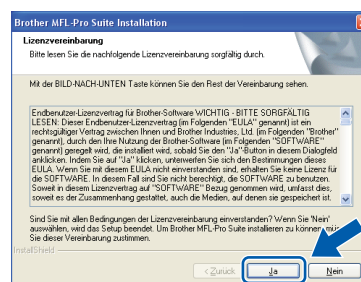 Brother MFL-Pro Suite Installation
Lizenzvereinbarung
Bitte lesen Sie die nachfolgende Lizenzvereinbarung sorgfältig durch.
Mit der BILD-NACH-UNTEN Taste können Sie den Rest der Vereinbarung sehen.
Endbenutzer-Lizenzvertrag für Brother-Software WICHTIG - BITTE SORGFÄLTIG
LESEN: Dieser Endbenutzer-Lizenzvertrag (im Folgenden "EULA" genannt) ist ein
rechtsgültiger Vertrag zwischen Ihnen und Brother Industries, Ltd. (im Folgenden "Brother"
genannt), durch den Ihre Nutzung der Brother-Software (im Folgenden "SOFTWARE"
genannt) geregelt wird, die installiert wird, sobald Sie den "Ja"-Button in diesem Dialogfeld
anklicken. Indem Sie auf "Ja" klicken, unterwerfen Sie sich den Bestimmungen dieses
EULA. Wenn Sie mit diesem EULA nicht einverstanden sind, erhalten Sie keine Lizenz für
die SOFTWARE. In diesem Fall sind Sie nicht berechtigt, die SOFTWARE zu benutzen.
Soweit in diesem Lizenzvertrag auf "SOFTWARE" Bezug genommen wird, umfasst dies,
soweit es der Zusammenhang gestattet, auch die Medien, auf denen sie gespeichert ist.
Sind Sie mit allen Bedingungen der Lizenzvereinbarung einverstanden? Wenn Sie 'Nein'
auswählen, wird das Setup beendet. Um Brother MFL-Pro Suite installieren zu können,
Sie dieser Vereinbarung zustimmen.
InstallShield
< Zurück
Ja
Nein